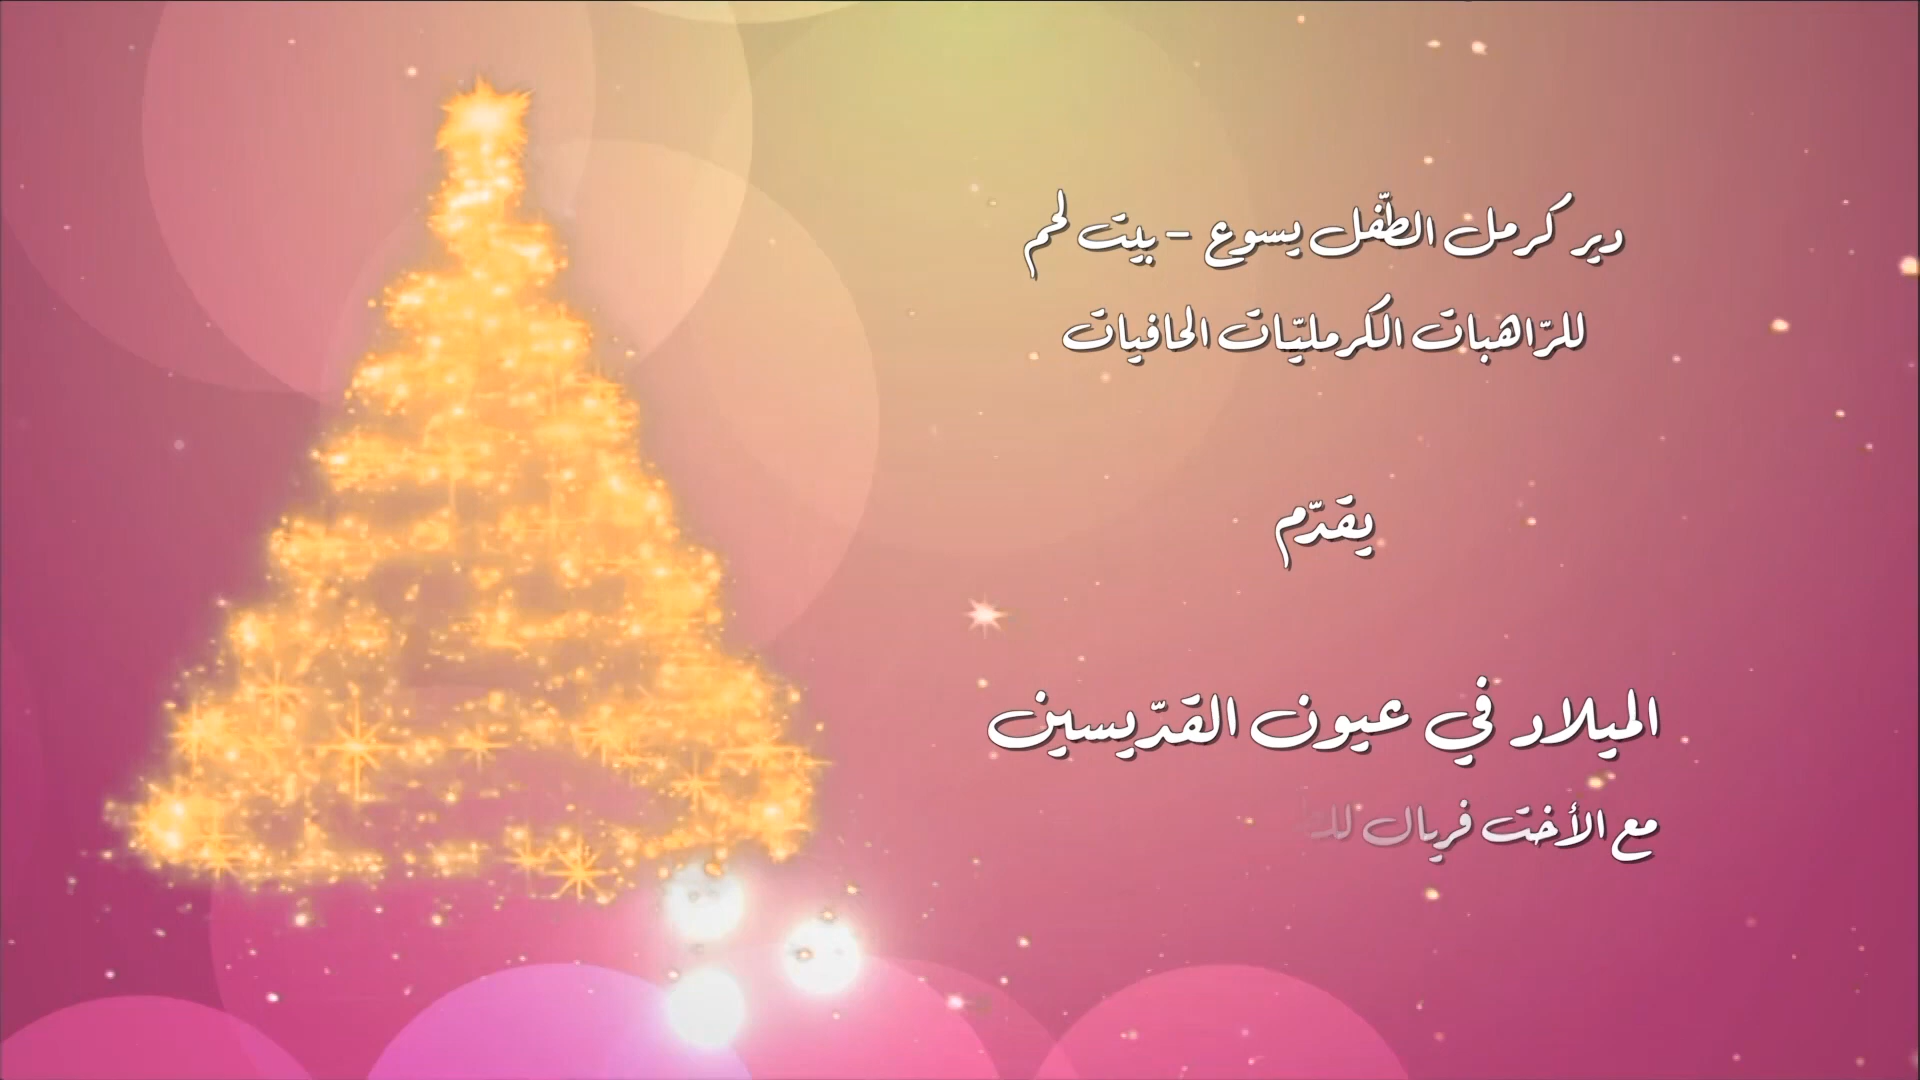 دير كرمل الطّفل يسوع - بيت لحم
للرّاهبات الكرمليّات الحافيات
يقدّم
الميلاد في عيون القدّيسين
مع الأخت فريال